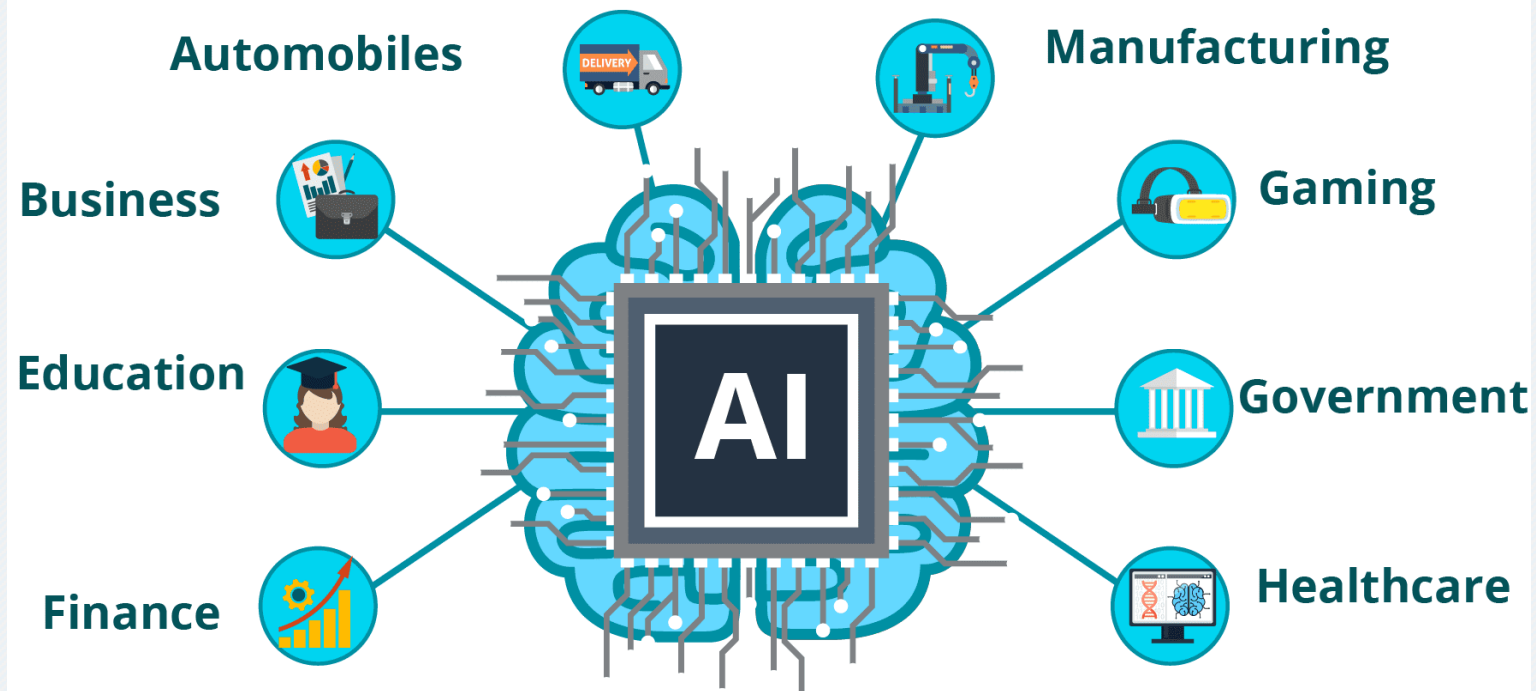 Automobiles
DELIVERY
Manufacturing
Business
Gaming
Education
AI
Government
Finance
Healthcare